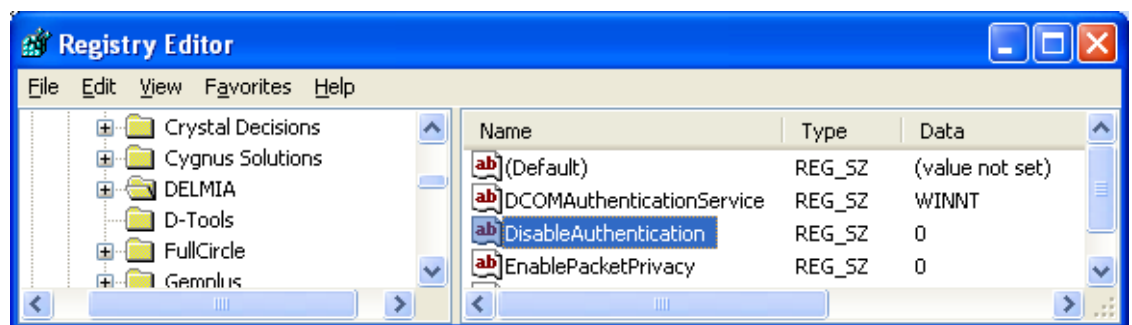 Registry Editor
File Edit View Favorites Help
Crystal Decisions
Cygnus Solutions
DELMIA
D-Tools
FullCircle
Gemplus
Name Type Data
(Default) REG_SZ (value not set)
DCOMAuthenticationService REG_SZ WINNT
DisableAuthentication REG_SZ 0
EnablePacketPrivacy REG_SZ 0